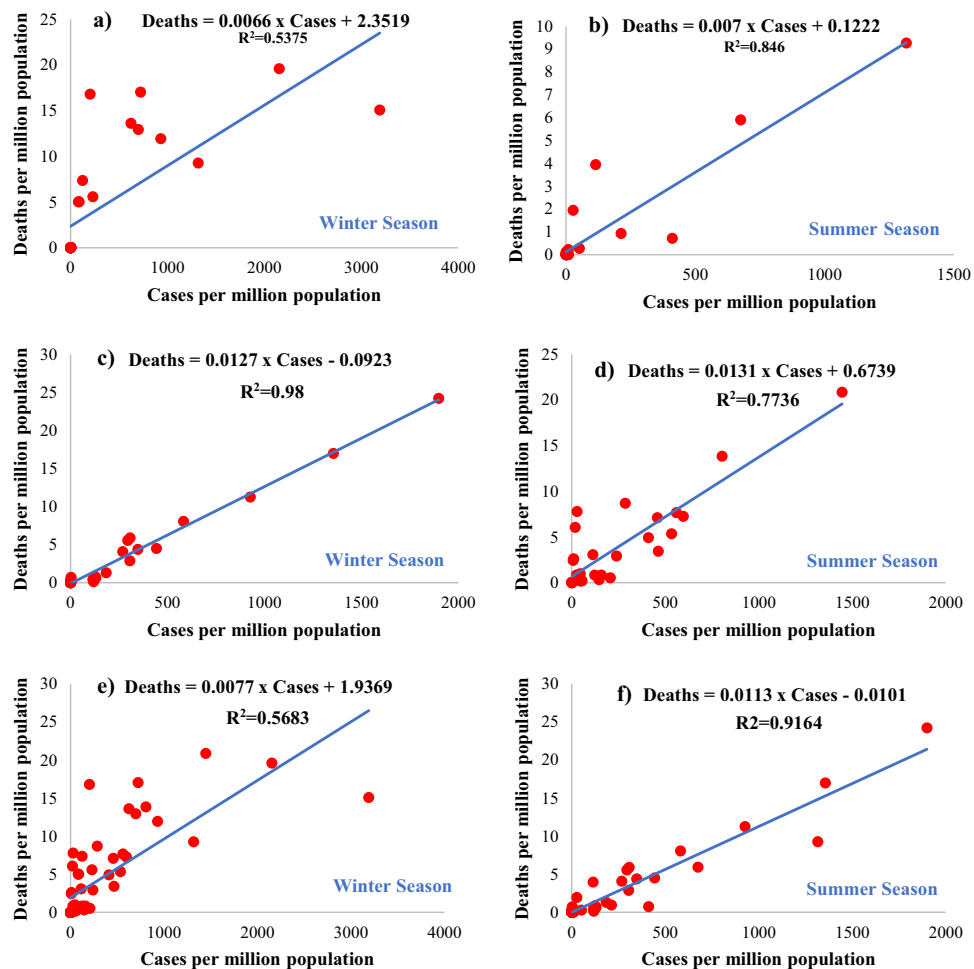 a) Deaths = 0.0066 x Cases + 2.3519
R²=0.5375
25
20
15
10
5
0
0 1000 2000 3000 4000
Deaths per million population
Winter Season
Cases per million population
b) Deaths = 0.007 x Cases + 0.1222
R²=0.846
10
9
8
7
6
5
4
3
2
1
0
0 500 1000 1500
Deaths per million population
Summer Season
Cases per million population
c) Deaths = 0.0127 x Cases - 0.0923
R²=0.98
30
25
20
15
10
5
0
0 500 1000 1500 2000
Deaths per million population
Winter Season
Cases per million population
d) Deaths = 0.0131 x Cases + 0.6739
R²=0.7736
25
20
15
10
5
0
0 500 1000 1500 2000
Deaths per million population
Summer Season
Cases per million population
e) Deaths = 0.0077 x Cases + 1.9369
R²=0.5683
30
25
20
15
10
5
0
0 1000 2000 3000 4000
Deaths per million population
Winter Season
Cases per million population
f) Deaths = 0.0113 x Cases - 0.0101
R2=0.9164
30
25
20
15
10
5
0
0 500 1000 1500 2000
Deaths per million population
Summer Season
Cases per million population